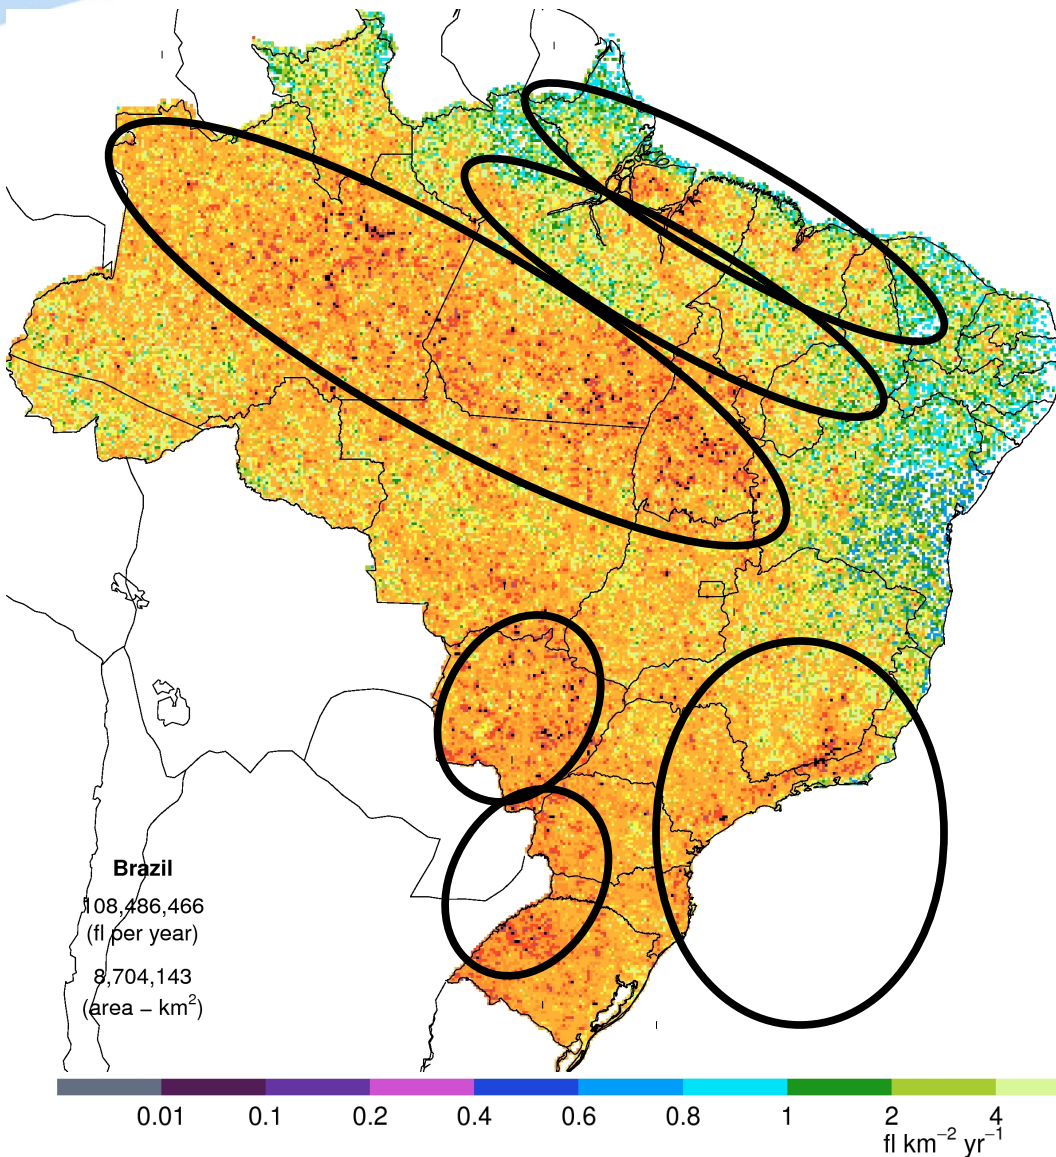 Brazil
108,486,466
(fl per year)
8,704,143
(area – km²)
0.01 0.1 0.2 0.4 0.6 0.8 1 2 4
fl km⁻² yr⁻¹